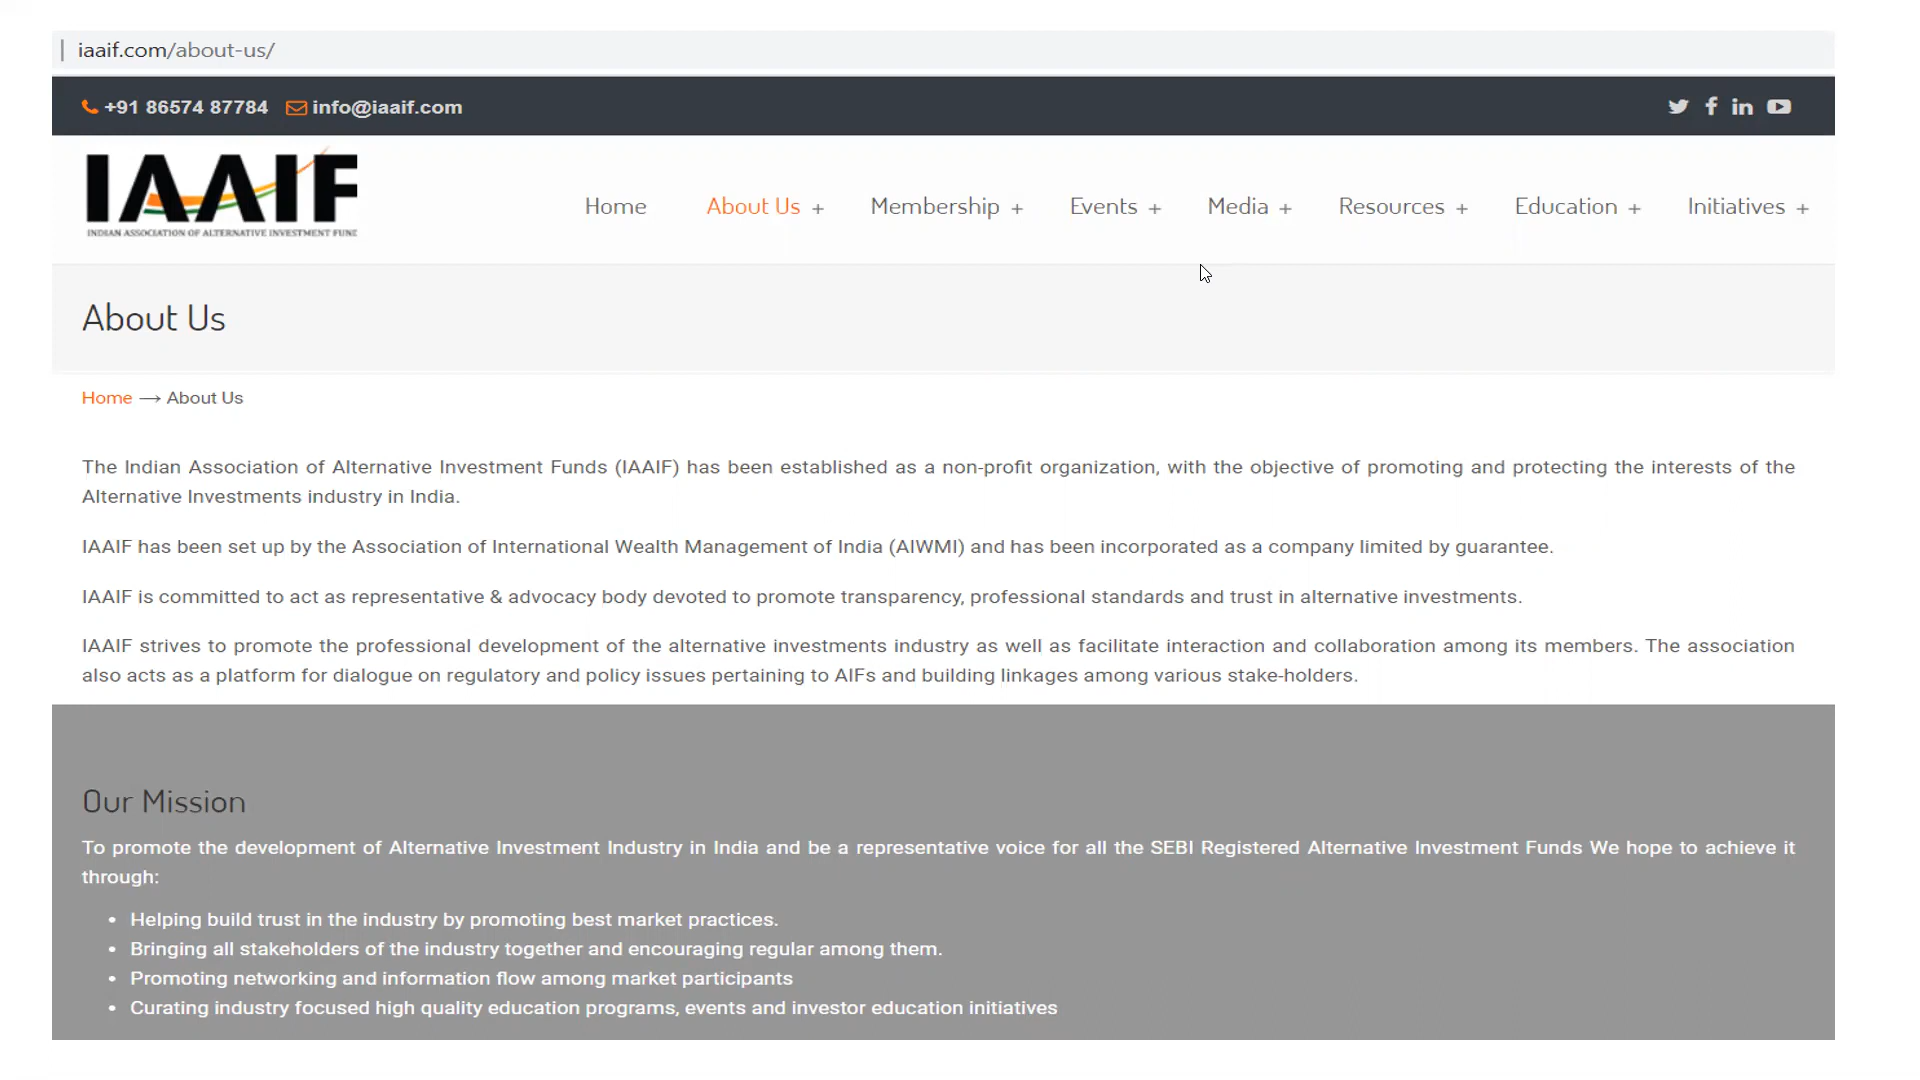 iaaif.com/about-us/
+91 86574 87784 info@iaaif.com
IAAIF
INDIAN ASSOCIATION OF ALTERNATIVE INVESTMENT FUND
Home About Us + Membership + Events + Media + Resources + Education + Initiatives +
About Us
Home → About Us
The Indian Association of Alternative Investment Funds (IAAIF) has been established as a non-profit organization, with the objective of promoting and protecting the interests of the
Alternative Investments industry in India.
IAAIF has been set up by the Association of International Wealth Management of India (AIWMI) and has been incorporated as a company limited by guarantee.
IAAIF is committed to act as representative & advocacy body devoted to promote transparency, professional standards and trust in alternative investments.
IAAIF strives to promote the professional development of the alternative investments industry as well as facilitate interaction and collaboration among its members. The association
also acts as a platform for dialogue on regulatory and policy issues pertaining to AIFs and building linkages among various stake-holders.
Our Mission
To promote the development of Alternative Investment Industry in India and be a representative voice for all the SEBI Registered Alternative Investment Funds We hope to achieve it
through:
• Helping build trust in the industry by promoting best market practices.
• Bringing all stakeholders of the industry together and encouraging regular among them.
• Promoting networking and information flow among market participants
• Curating industry focused high quality education programs, events and investor education initiatives